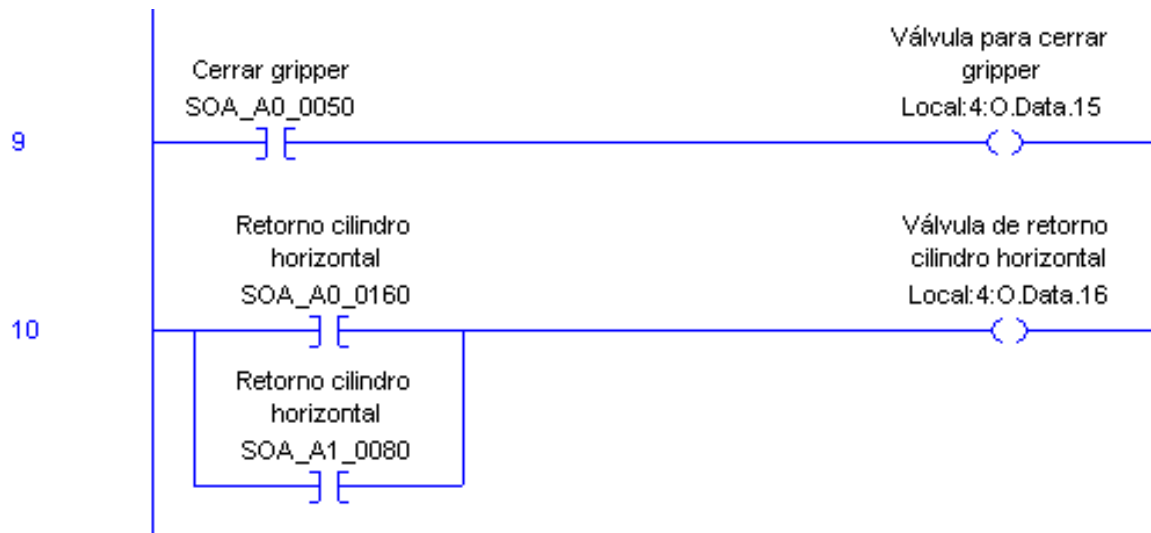 Cerrar gripper
SOA_A0_0050
Válvula para cerrar
gripper
Local:4:O.Data.15
9
Retorno cilindro
horizontal
SOA_A0_0160
Válvula de retorno
cilindro horizontal
Local:4:O.Data.16
10
Retorno cilindro
horizontal
SOA_A1_0080